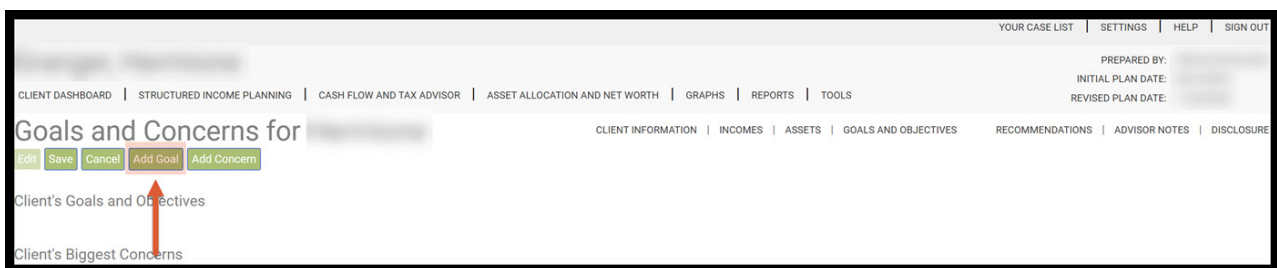 YOUR CASE LIST | SETTINGS | HELP | SIGN OUT
PREPARED BY:
INITIAL PLAN DATE:
CLIENT DASHBOARD | STRUCTURED INCOME PLANNING | CASH FLOW AND TAX ADVISOR | ASSET ALLOCATION AND NET WORTH | GRAPHS | REPORTS | TOOLS
REVISED PLAN DATE:
Goals and Concerns for
CLIENT INFORMATION | INCOMES | ASSETS | GOALS AND OBJECTIVES RECOMMENDATIONS | ADVISOR NOTES | DISCLOSURE
Edit Save Cancel Add Goal Add Concern
Client's Goals and Objectives
Client's Biggest Concerns